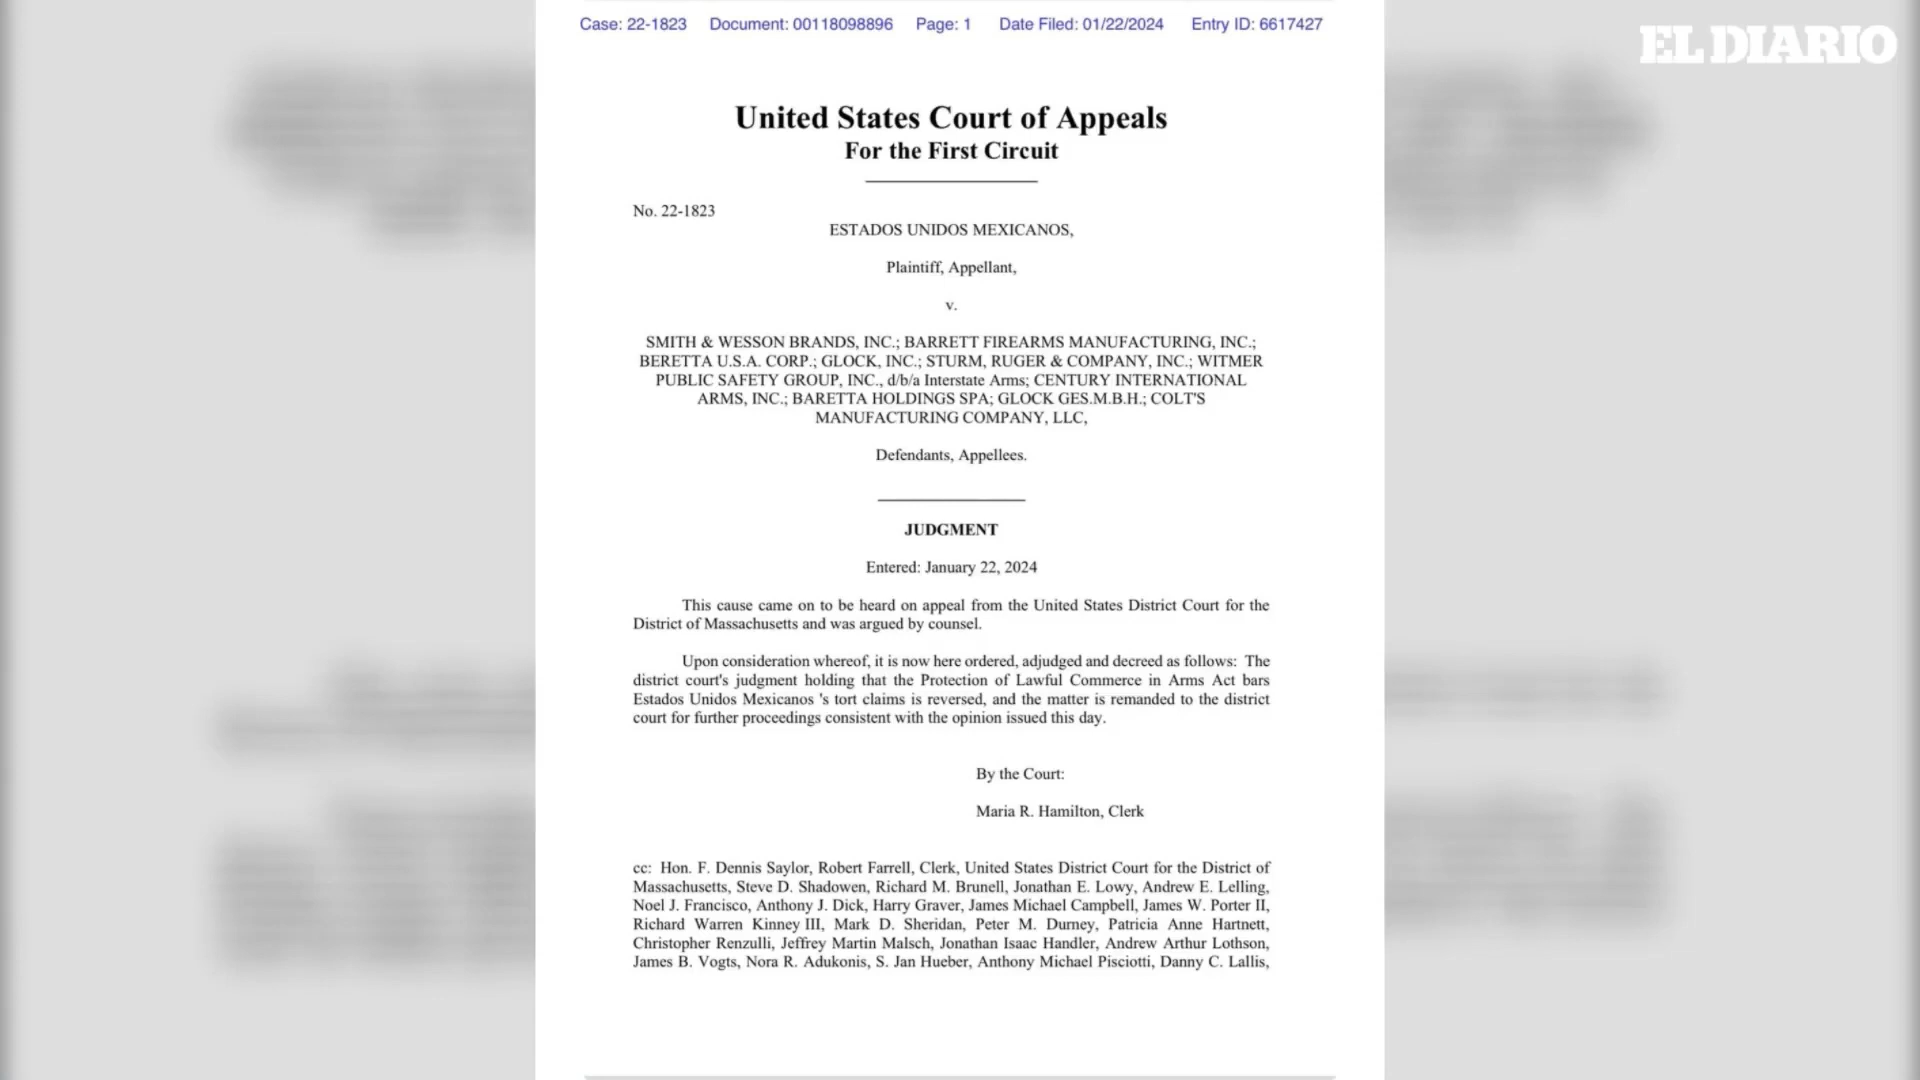 Case: 22-1823 Document: 00118098896 Page: 1 Date Filed: 01/22/2024 Entry ID: 6617427
EL DIARIO
United States Court of Appeals
For the First Circuit
No. 22-1823
ESTADOS UNIDOS MEXICANOS,
Plaintiff, Appellant,
v.
SMITH & WESSON BRANDS, INC.; BARRETT FIREARMS MANUFACTURING, INC.;
BERETTA U.S.A. CORP.; GLOCK, INC.; STURM, RUGER & COMPANY, INC.; WITMER
PUBLIC SAFETY GROUP, INC., d/b/a Interstate Arms; CENTURY INTERNATIONAL
ARMS, INC.; BARETTA HOLDINGS SPA; GLOCK GES.M.B.H.; COLT'S
MANUFACTURING COMPANY, LLC,
Defendants, Appellees.
JUDGMENT
Entered: January 22, 2024
This cause came on to be heard on appeal from the United States District Court for the
District of Massachusetts and was argued by counsel.
Upon consideration whereof, it is now here ordered, adjudged and decreed as follows: The
district court's judgment holding that the Protection of Lawful Commerce in Arms Act bars
Estados Unidos Mexicanos 's tort claims is reversed, and the matter is remanded to the district
court for further proceedings consistent with the opinion issued this day.
By the Court:
Maria R. Hamilton, Clerk
cc: Hon. F. Dennis Saylor, Robert Farrell, Clerk, United States District Court for the District of
Massachusetts, Steve D. Shadowen, Richard M. Brunell, Jonathan E. Lowy, Andrew E. Lelling,
Noel J. Francisco, Anthony J. Dick, Harry Graver, James Michael Campbell, James W. Porter II,
Richard Warren Kinney III, Mark D. Sheridan, Peter M. Durney, Patricia Anne Hartnett,
Christopher Renzulli, Jeffrey Martin Malsch, Jonathan Isaac Handler, Andrew Arthur Lothson,
James B. Vogts, Nora R. Adukonis, S. Jan Hueber, Anthony Michael Pisciotti, Danny C. Lallis,